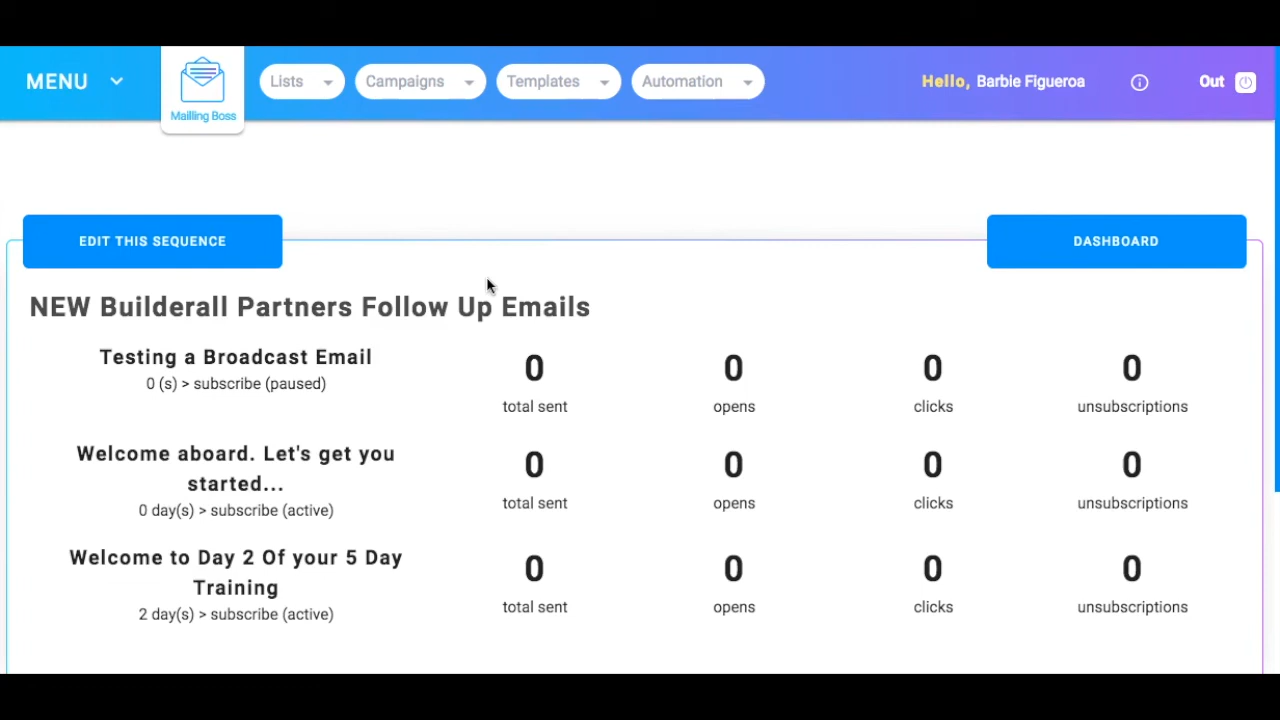 MENU
Mailling Boss
Lists
Campaigns
Templates
Automation
Hello, Barbie Figueroa
Out
EDIT THIS SEQUENCE
DASHBOARD
NEW Builderall Partners Follow Up Emails
Testing a Broadcast Email
0 (s) > subscribe (paused)
0
total sent
0
opens
0
clicks
0
unsubscriptions
Welcome aboard. Let's get you
started...
0 day(s) > subscribe (active)
0
total sent
0
opens
0
clicks
0
unsubscriptions
Welcome to Day 2 Of your 5 Day
Training
2 day(s) > subscribe (active)
0
total sent
0
opens
0
clicks
0
unsubscriptions